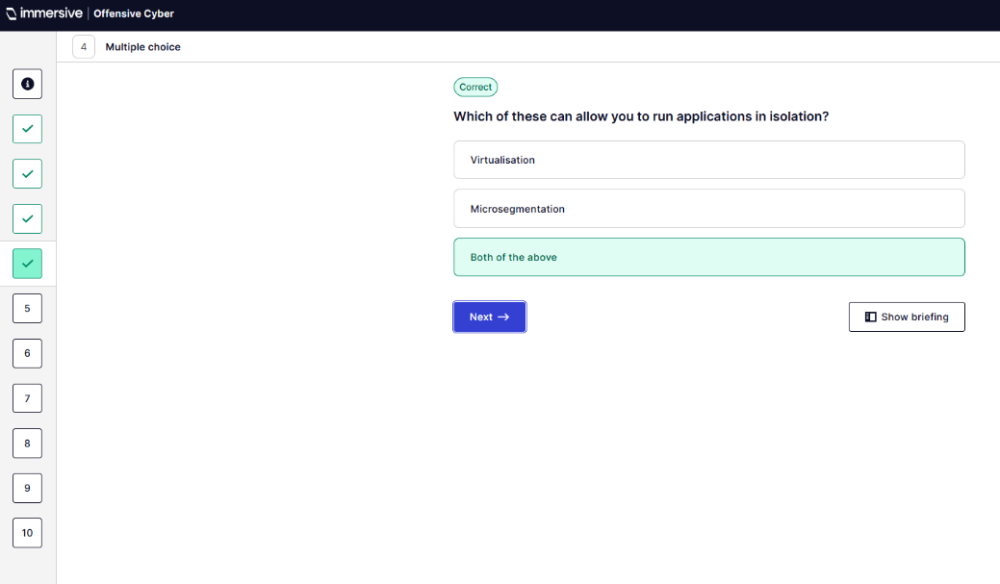 immersive | Offensive Cyber
4 Multiple choice
Correct
Which of these can allow you to run applications in isolation?
Virtualisation
Microsegmentation
Both of the above
Next →
Show briefing
5
6
7
8
9
10